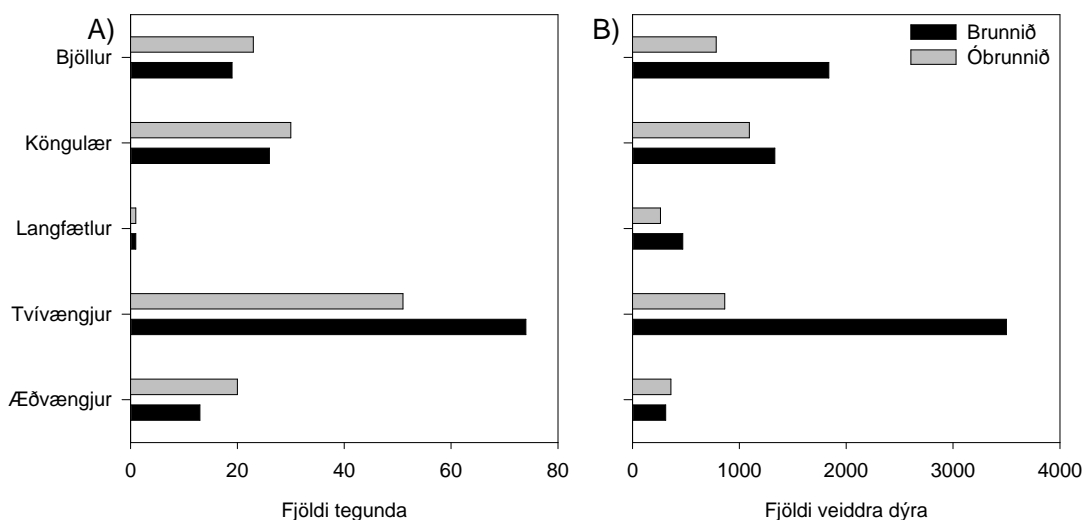 A)
Bjöllur
Köngulær
Langfætlur
Tvívængjur
Æðvængjur
0 20 40 60 80
Fjöldi tegunda
B)
Brunnið
Óbrunnið
0 1000 2000 3000 4000
Fjöldi veiddra dýra